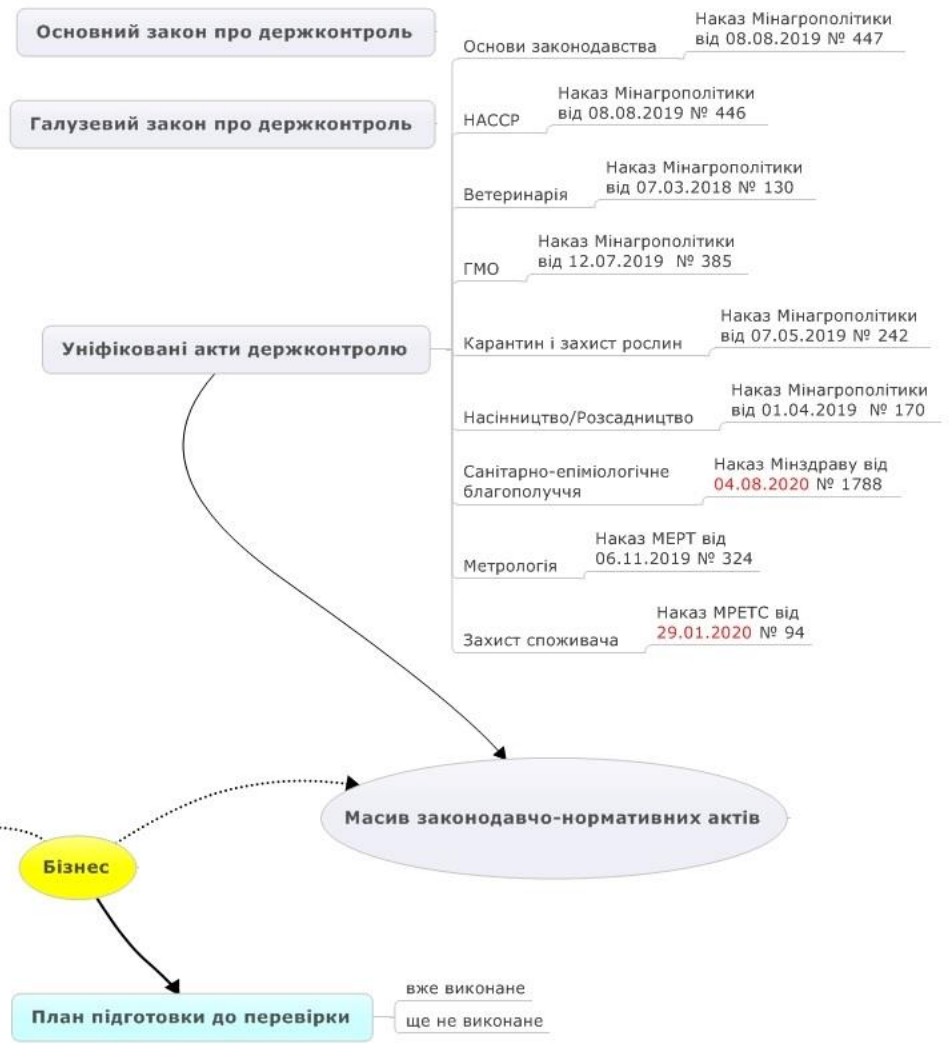 Основний закон про держконтроль
Галузевий закон про держконтроль
Уніфіковані акти держконтролю
Основи законодавства
Наказ Мінагрополітики
від 08.08.2019 № 447
НАССР
Наказ Мінагрополітики
від 08.08.2019 № 446
Ветеринарія
Наказ Мінагрополітики
від 07.03.2018 № 130
ГМО
Наказ Мінагрополітики
від 12.07.2019 № 385
Карантин і захист рослин
Наказ Мінагрополітики
від 07.05.2019 № 242
Насінництво/Розсадництво
Наказ Мінагрополітики
від 01.04.2019 № 170
Санітарно-епіміологічне
благополуччя
Наказ Мінздраву від
04.08.2020 № 1788
Метрологія
Наказ МЕРТ від
06.11.2019 № 324
Захист споживача
Наказ МРЕТС від
29.01.2020 № 94
Масив законодавчо-нормативних актів
Бізнес
План підготовки до перевірки
вже виконане
ще не виконане